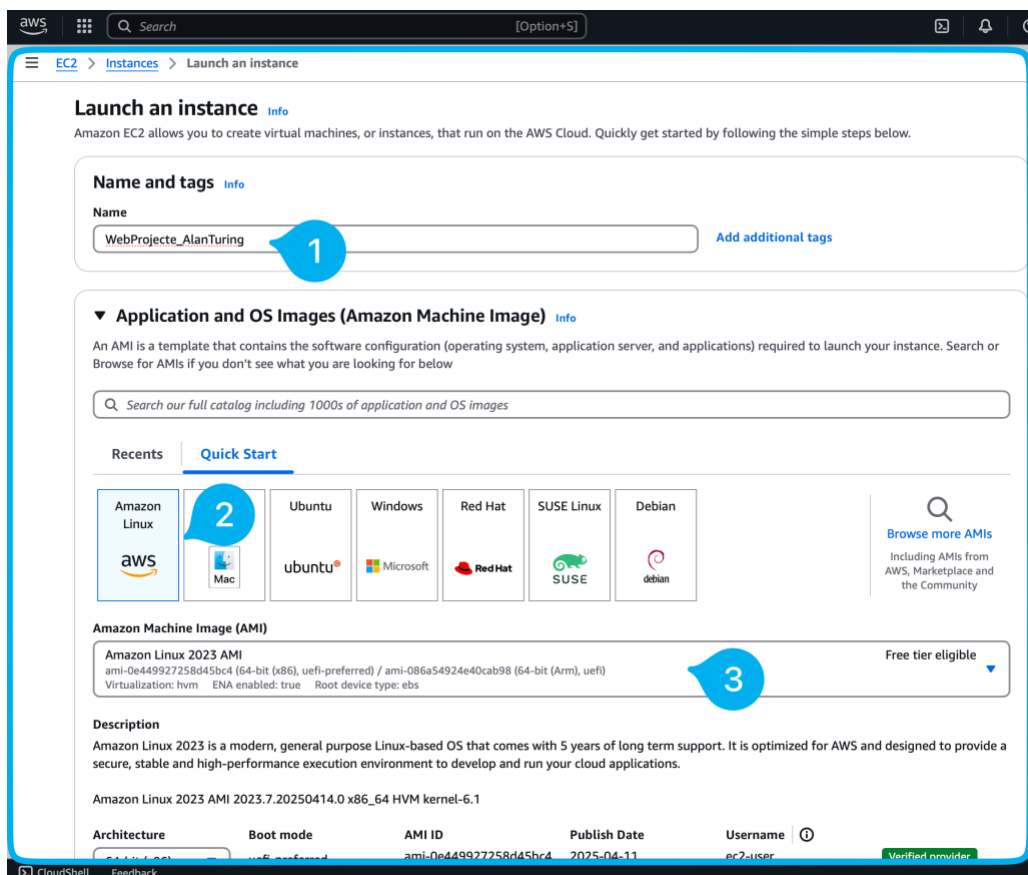 aws
Search [Option+S]
EC2 > Instances > Launch an instance
Launch an instance Info
Amazon EC2 allows you to create virtual machines, or instances, that run on the AWS Cloud. Quickly get started by following the simple steps below.
Name and tags Info
Name
WebProjecte_AlanTuring
1
Add additional tags
Application and OS Images (Amazon Machine Image) Info
An AMI is a template that contains the software configuration (operating system, application server, and applications) required to launch your instance. Search or
Browse for AMIs if you don't see what you are looking for below
Search our full catalog including 1000s of application and OS images
Recents Quick Start
Amazon
Linux
aws
2
Mac
Ubuntu
ubuntu
Windows
Microsoft
Red Hat
Red Hat
SUSE Linux
SUSE
Debian
debian
Browse more AMIs
Including AMIs from
AWS, Marketplace and
the Community
Amazon Machine Image (AMI)
Amazon Linux 2023 AMI
Free tier eligible
ami-0e449927258d45bc4 (64-bit (x86), uefi-preferred) / ami-086a54924e40cab98 (64-bit (Arm), uefi)
Virtualization: hvm ENA enabled: true Root device type: ebs
3
Description
Amazon Linux 2023 is a modern, general purpose Linux-based OS that comes with 5 years of long term support. It is optimized for AWS and designed to provide a
secure, stable and high-performance execution environment to develop and run your cloud applications.
Amazon Linux 2023 AMI 2023.7.20250414.0 x86_64 HVM kernel-6.1
Architecture Boot mode AMI ID Publish Date Username
64-bit (x86) uefi-preferred ami-0e449927258d45bc4 2025-04-11 ec2-user Verified provider
CloudShell Feedback